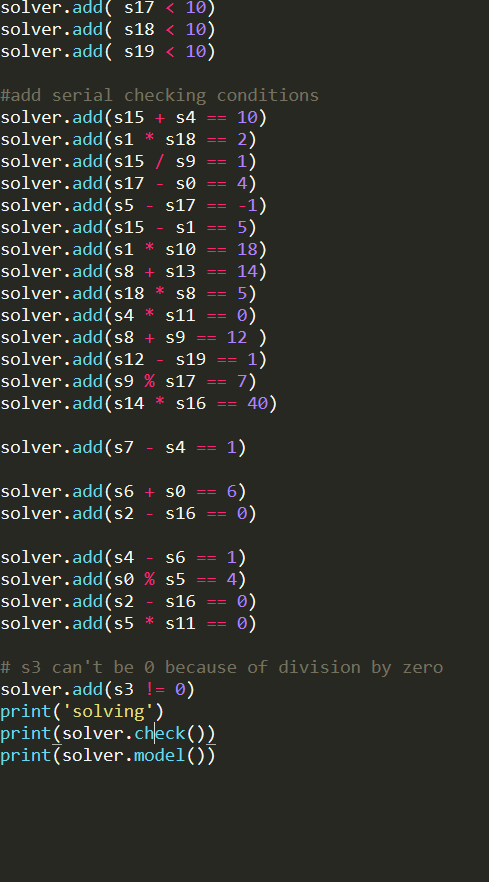 solver.add( s17 < 10)
solver.add( s18 < 10)
solver.add( s19 < 10)
#add serial checking conditions
solver.add(s15 + s4 == 10)
solver.add(s1 * s18 == 2)
solver.add(s15 / s9 == 1)
solver.add(s17 - s0 == 4)
solver.add(s5 - s17 == -1)
solver.add(s15 - s1 == 5)
solver.add(s1 * s10 == 18)
solver.add(s8 + s13 == 14)
solver.add(s18 * s8 == 5)
solver.add(s4 * s11 == 0)
solver.add(s8 + s9 == 12 )
solver.add(s12 - s19 == 1)
solver.add(s9 % s17 == 7)
solver.add(s14 * s16 == 40)
solver.add(s7 - s4 == 1)
solver.add(s6 + s0 == 6)
solver.add(s2 - s16 == 0)
solver.add(s4 - s6 == 1)
solver.add(s0 % s5 == 4)
solver.add(s2 - s16 == 0)
solver.add(s5 * s11 == 0)
# s3 can't be 0 because of division by zero
solver.add(s3 != 0)
print('solving')
print(solver.check())
print(solver.model())